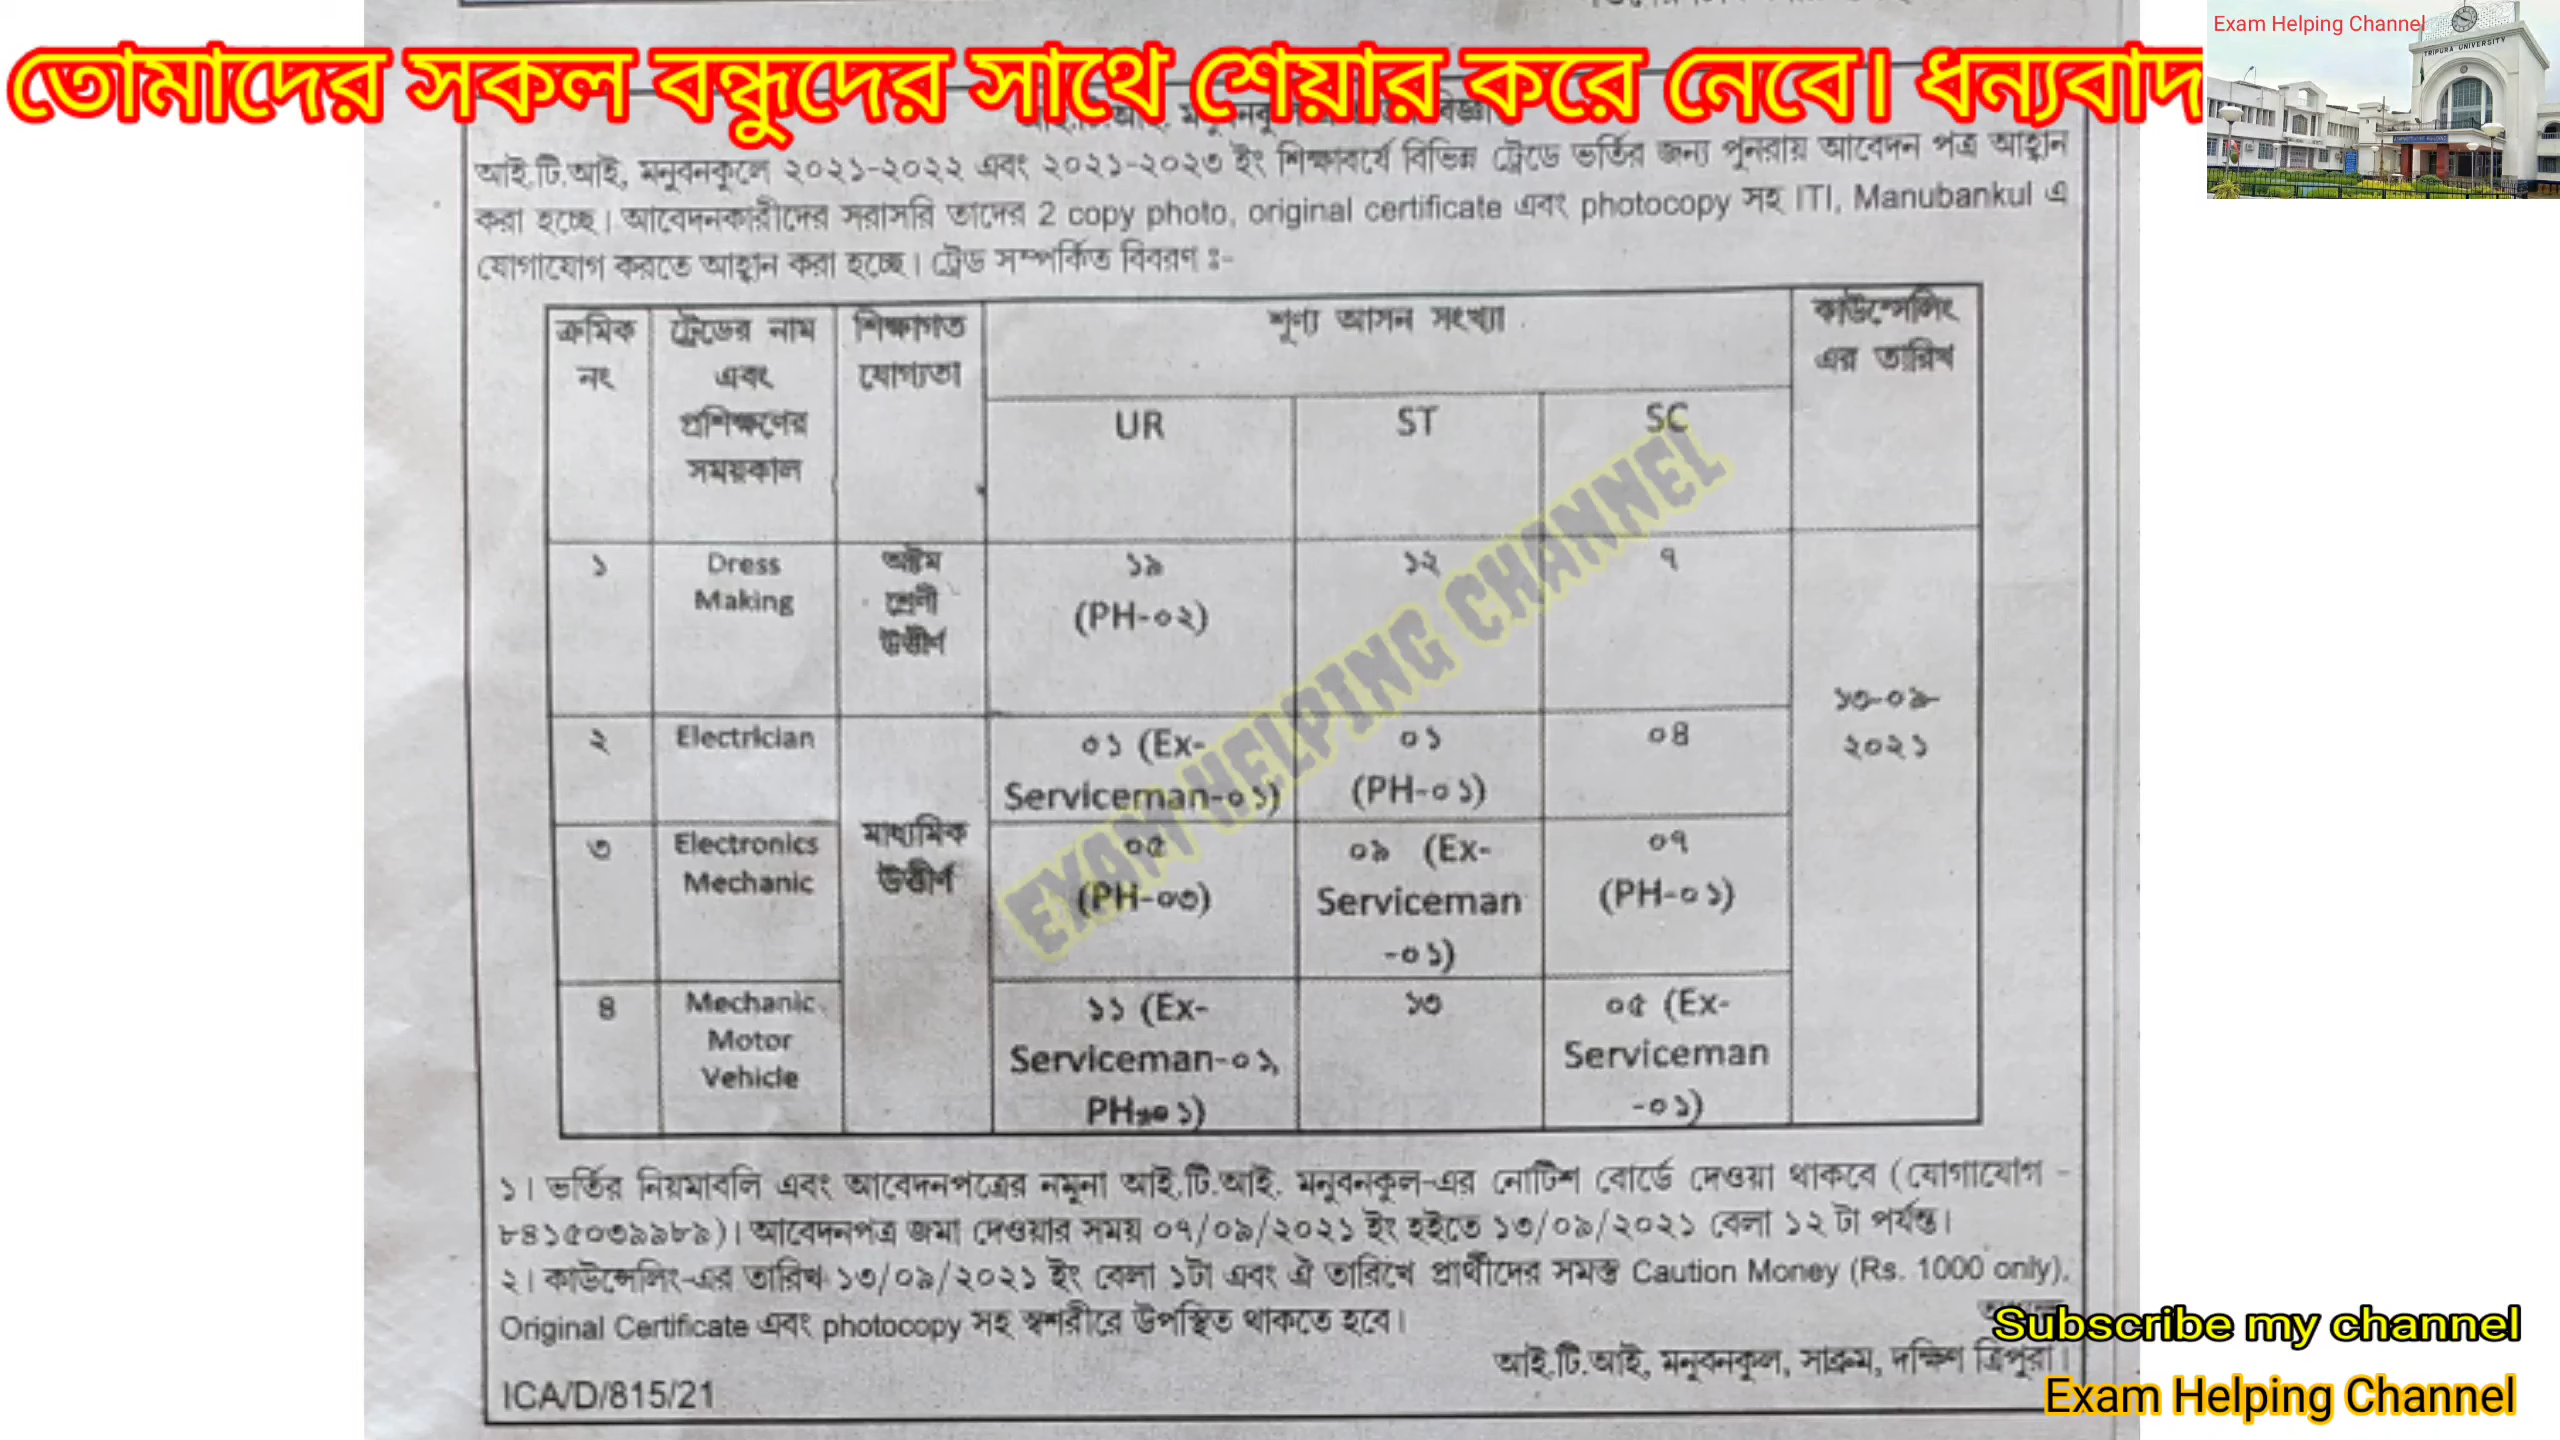 তোমাদের সকল বন্ধুদের সাথে শেয়ার করে নেবে। ধন্যবাদ
Exam Helping Channel
TRIPURA UNIVERSITY
আই.টি.আই, মনুবনকুলে ২০২১-২০২২ এবং ২০২১-২০২৩ ইং শিক্ষাবর্ষে বিভিন্ন ট্রেডে ভর্তির জন্য পুনরায় আবেদন পত্র আহ্বান
করা হচ্ছে। আবেদনকারীদের সরাসরি তাদের 2 copy photo, original certificate এবং photocopy সহ ITI, Manubankul এ
যোগাযোগ করতে আহ্বান করা হচ্ছে। ট্রেড সম্পর্কিত বিবরণ ঃ-
ক্রমিক নং
ট্রেডের নাম এবং প্রশিক্ষণের সময়কাল
শিক্ষাগত যোগ্যতা
শূণ্য আসন সংখ্যা
কাউন্সেলিং এর তারিখ
UR ST SC
১ Dress Making অষ্টম শ্রেণী উত্তীর্ণ ১৯ (PH-০২) ১২ ৭
১৩-০৯-২০২১
২ Electrician ০১ (Ex-Serviceman-০১) ০১ (PH-০১) ০৪
মাধ্যমিক উত্তীর্ণ
৩ Electronics Mechanic ০৫ (PH-০৩) ০৯ (Ex-Serviceman-০১) ০৭ (PH-০১)
৪ Mechanic Motor Vehicle ১১ (Ex-Serviceman-০১, PH-০১) ১৩ ০৫ (Ex-Serviceman-০১)
EXAM HELPING CHANNEL
১। ভর্তির নিয়মাবলি এবং আবেদনপত্রের নমূনা আই.টি.আই. মনুবনকুল-এর নোটিশ বোর্ডে দেওয়া থাকবে (যোগাযোগ -
৮৪১৫০৩৯৯৮৯)। আবেদনপত্র জমা দেওয়ার সময় ০৭/০৯/২০২১ ইং হইতে ১৩/০৯/২০২১ বেলা ১২ টা পর্যন্ত।
২। কাউন্সেলিং-এর তারিখ ১৩/০৯/২০২১ ইং বেলা ১টা এবং ঐ তারিখে প্রার্থীদের সমস্ত Caution Money (Rs. 1000 only),
Original Certificate এবং photocopy সহ স্বশরীরে উপস্থিত থাকতে হবে।
Subscribe my channel
আই.টি.আই, মনুবনকুল, সাব্রুম, দক্ষিণ ত্রিপুরা।
ICA/D/815/21
Exam Helping Channel